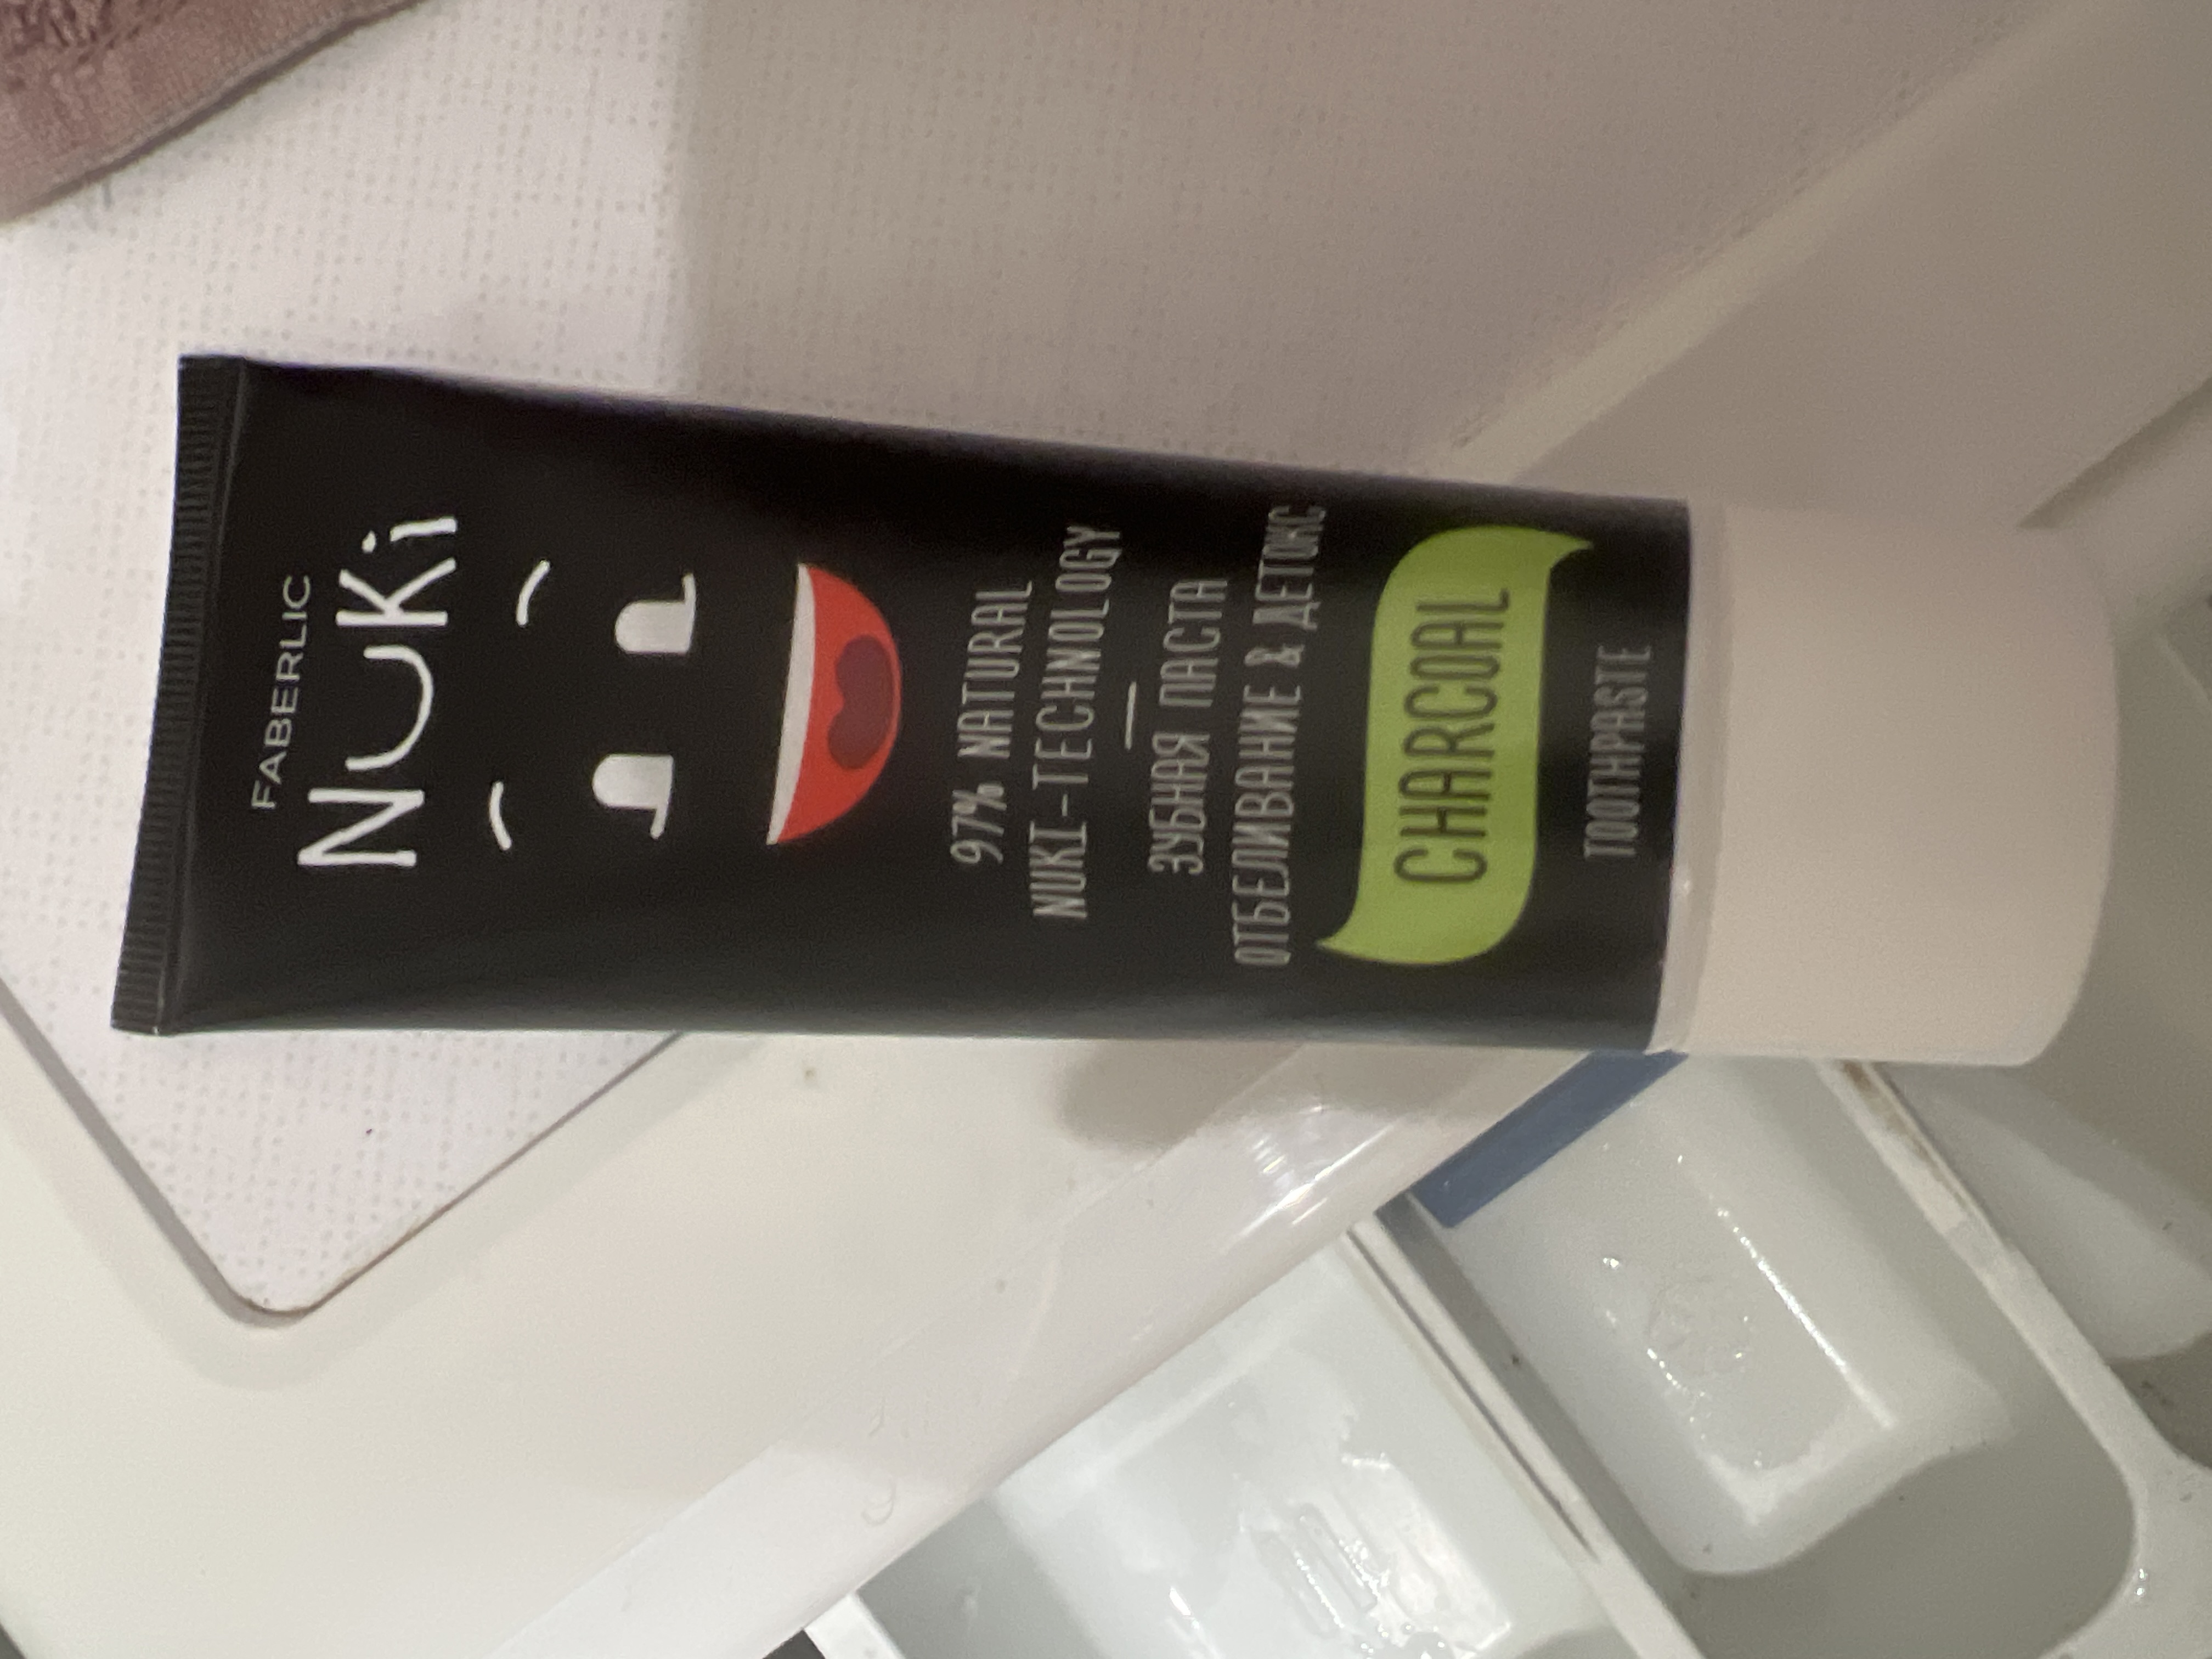 FABERLIC
NUKi
97% NATURAL
NUKI-TECHNOLOGY
ЗУБНАЯ ПАСТА
ОТБЕЛИВАНИЕ & ДЕТОКС
CHARCOAL
TOOTHPASTE